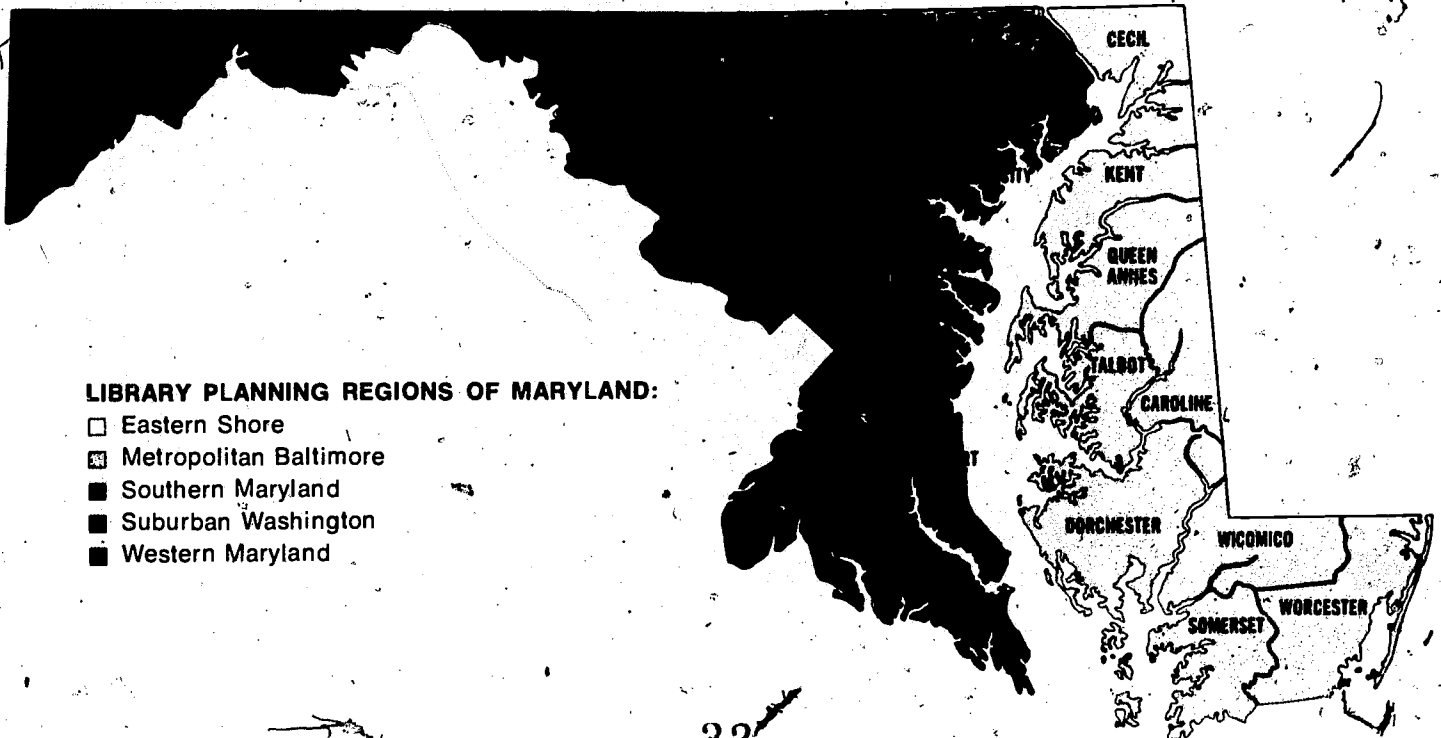 CECIL
KENT
QUEEN
ANNES
TALBOT
CAROLINE
LIBRARY PLANNING REGIONS OF MARYLAND:
Eastern Shore
Metropolitan Baltimore
Southern Maryland
Suburban Washington
Western Maryland
DORCHESTER
WICOMICO
WORCESTER
SOMERSET